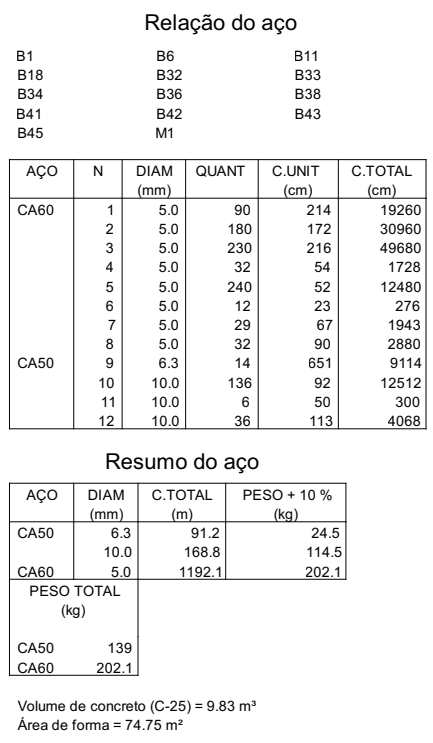 Relação do aço
B1 B6 B11
B18 B32 B33
B34 B36 B38
B41 B42 B43
B45 M1
AÇO N DIAM QUANT C.UNIT C.TOTAL
(mm) (cm) (cm)
CA60 1 5.0 90 214 19260
2 5.0 180 172 30960
3 5.0 230 216 49680
4 5.0 32 54 1728
5 5.0 240 52 12480
6 5.0 12 23 276
7 5.0 29 67 1943
8 5.0 32 90 2880
CA50 9 6.3 14 651 9114
10 10.0 136 92 12512
11 10.0 6 50 300
12 10.0 36 113 4068
Resumo do aço
AÇO DIAM C.TOTAL PESO + 10 %
(mm) (m) (kg)
CA50 6.3 91.2 24.5
10.0 168.8 114.5
CA60 5.0 1192.1 202.1
PESO TOTAL
(kg)
CA50 139
CA60 202.1
Volume de concreto (C-25) = 9.83 m³
Área de forma = 74.75 m²